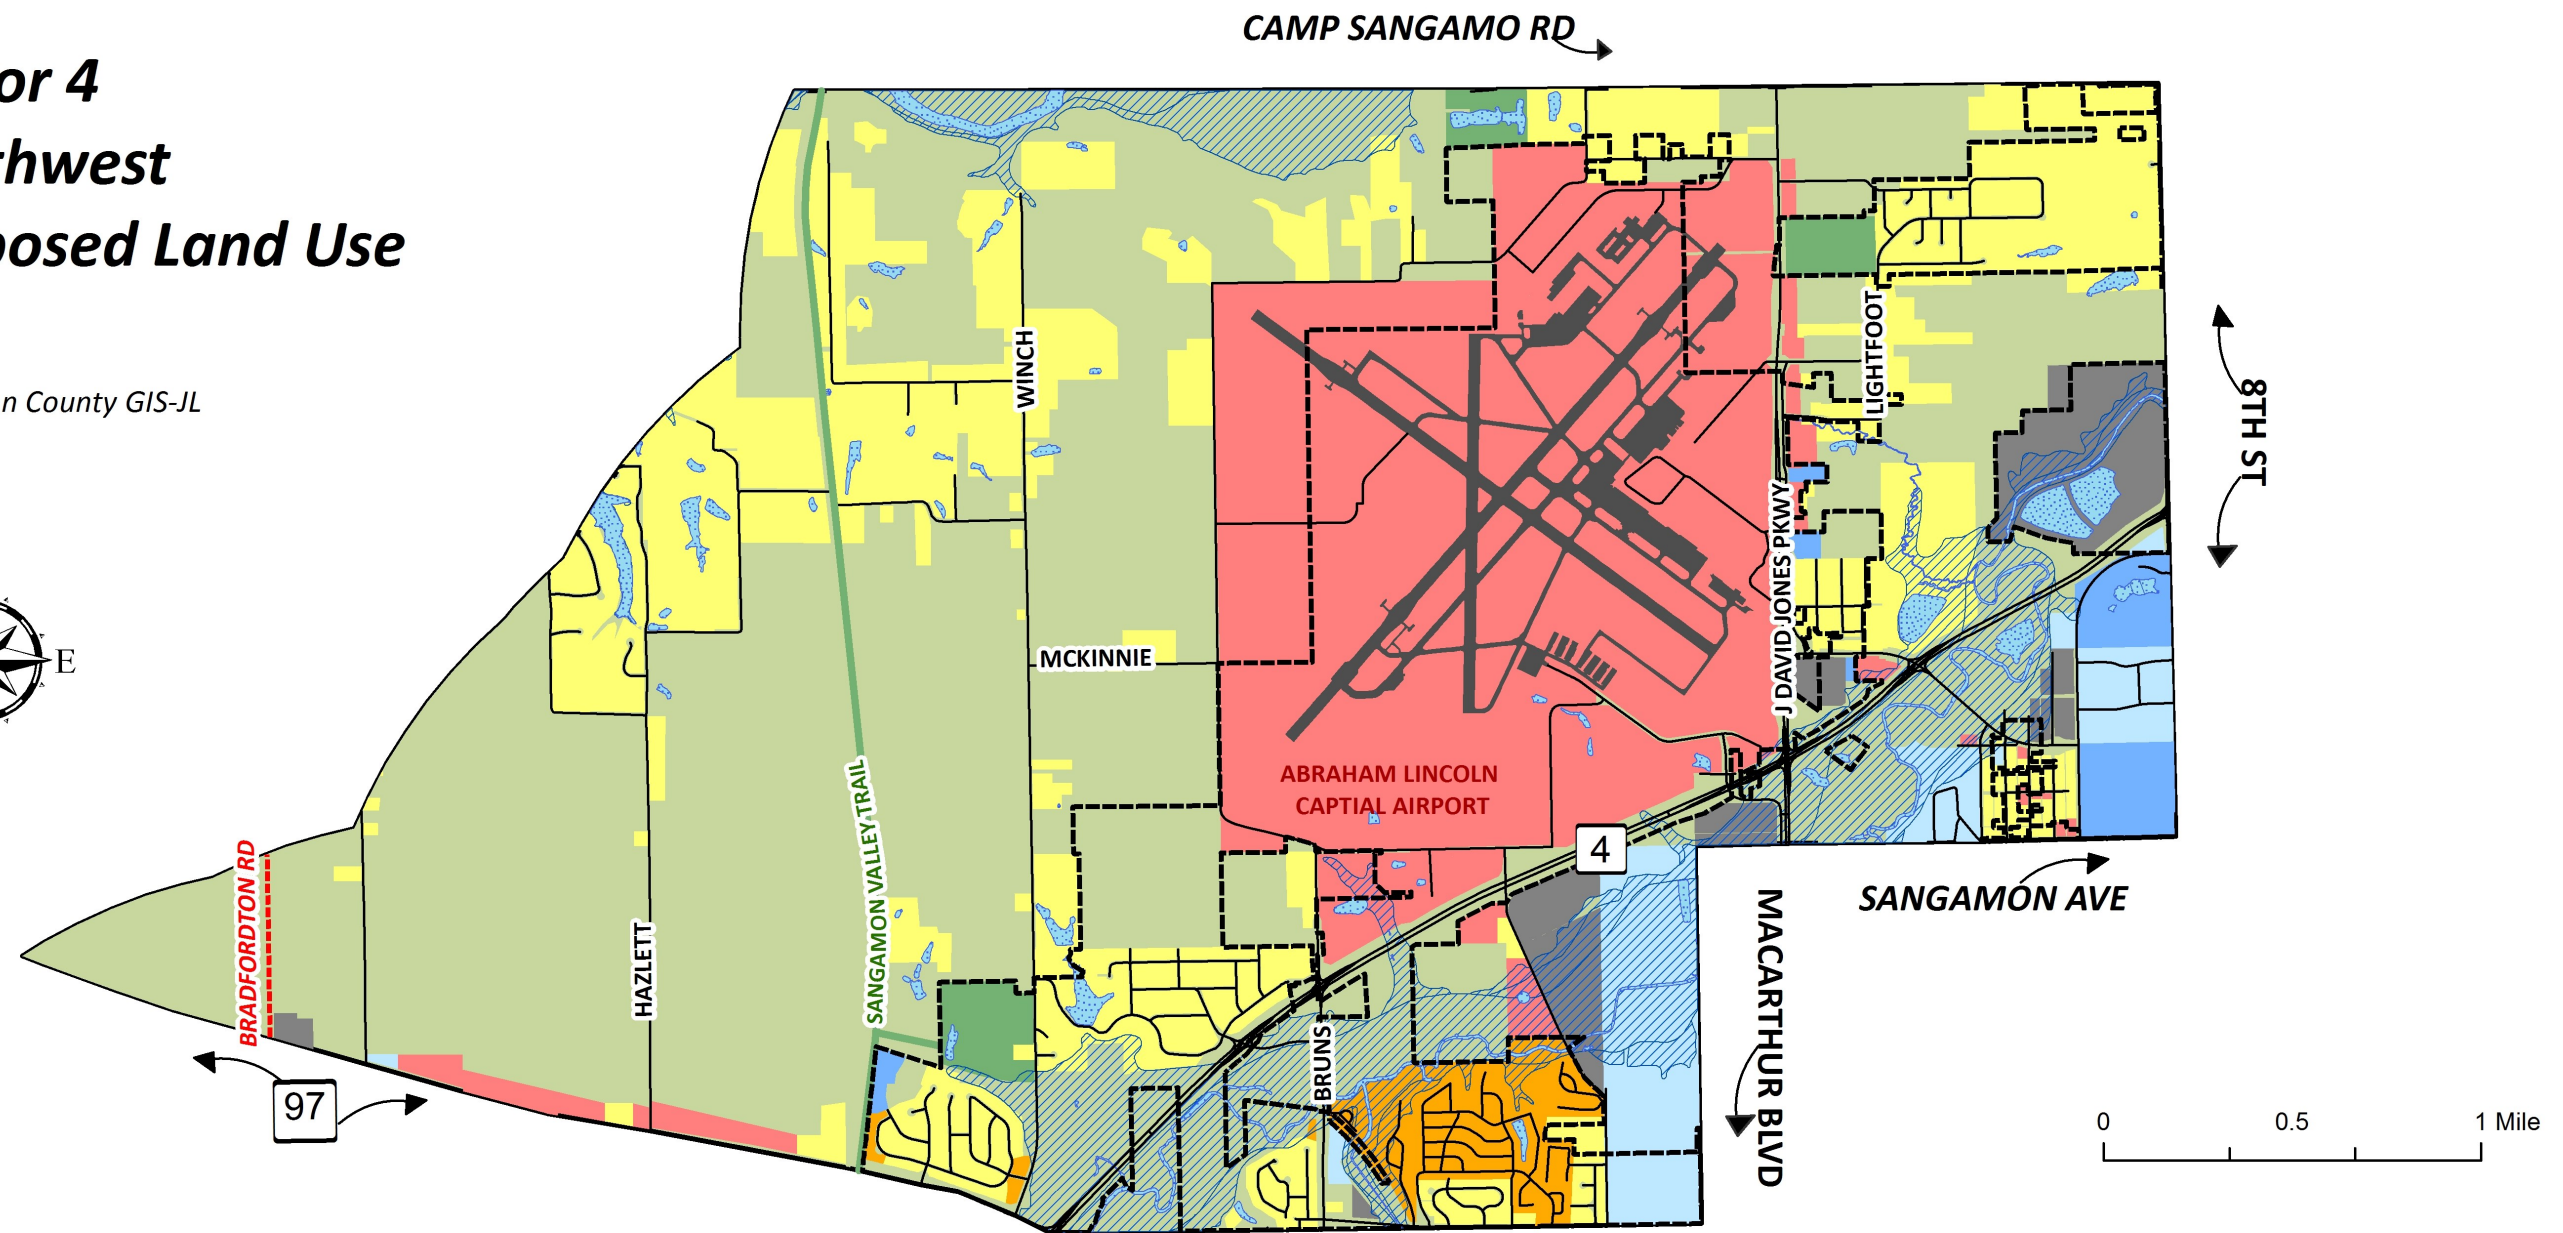 CAMP SANGAMO RD
or 4
thwest
posed Land Use
n County GIS-JL
E
WINCH
LIGHTFOOT
8TH ST
J DAVID JONES PKWY
MCKINNIE
ABRAHAM LINCOLN
CAPTIAL AIRPORT
SANGAMON VALLEY TRAIL
4
BRADFORDTON RD
HAZLETT
SANGAMON AVE
MACARTHUR BLVD
BRUNS
97
0 0.5 1 Mile